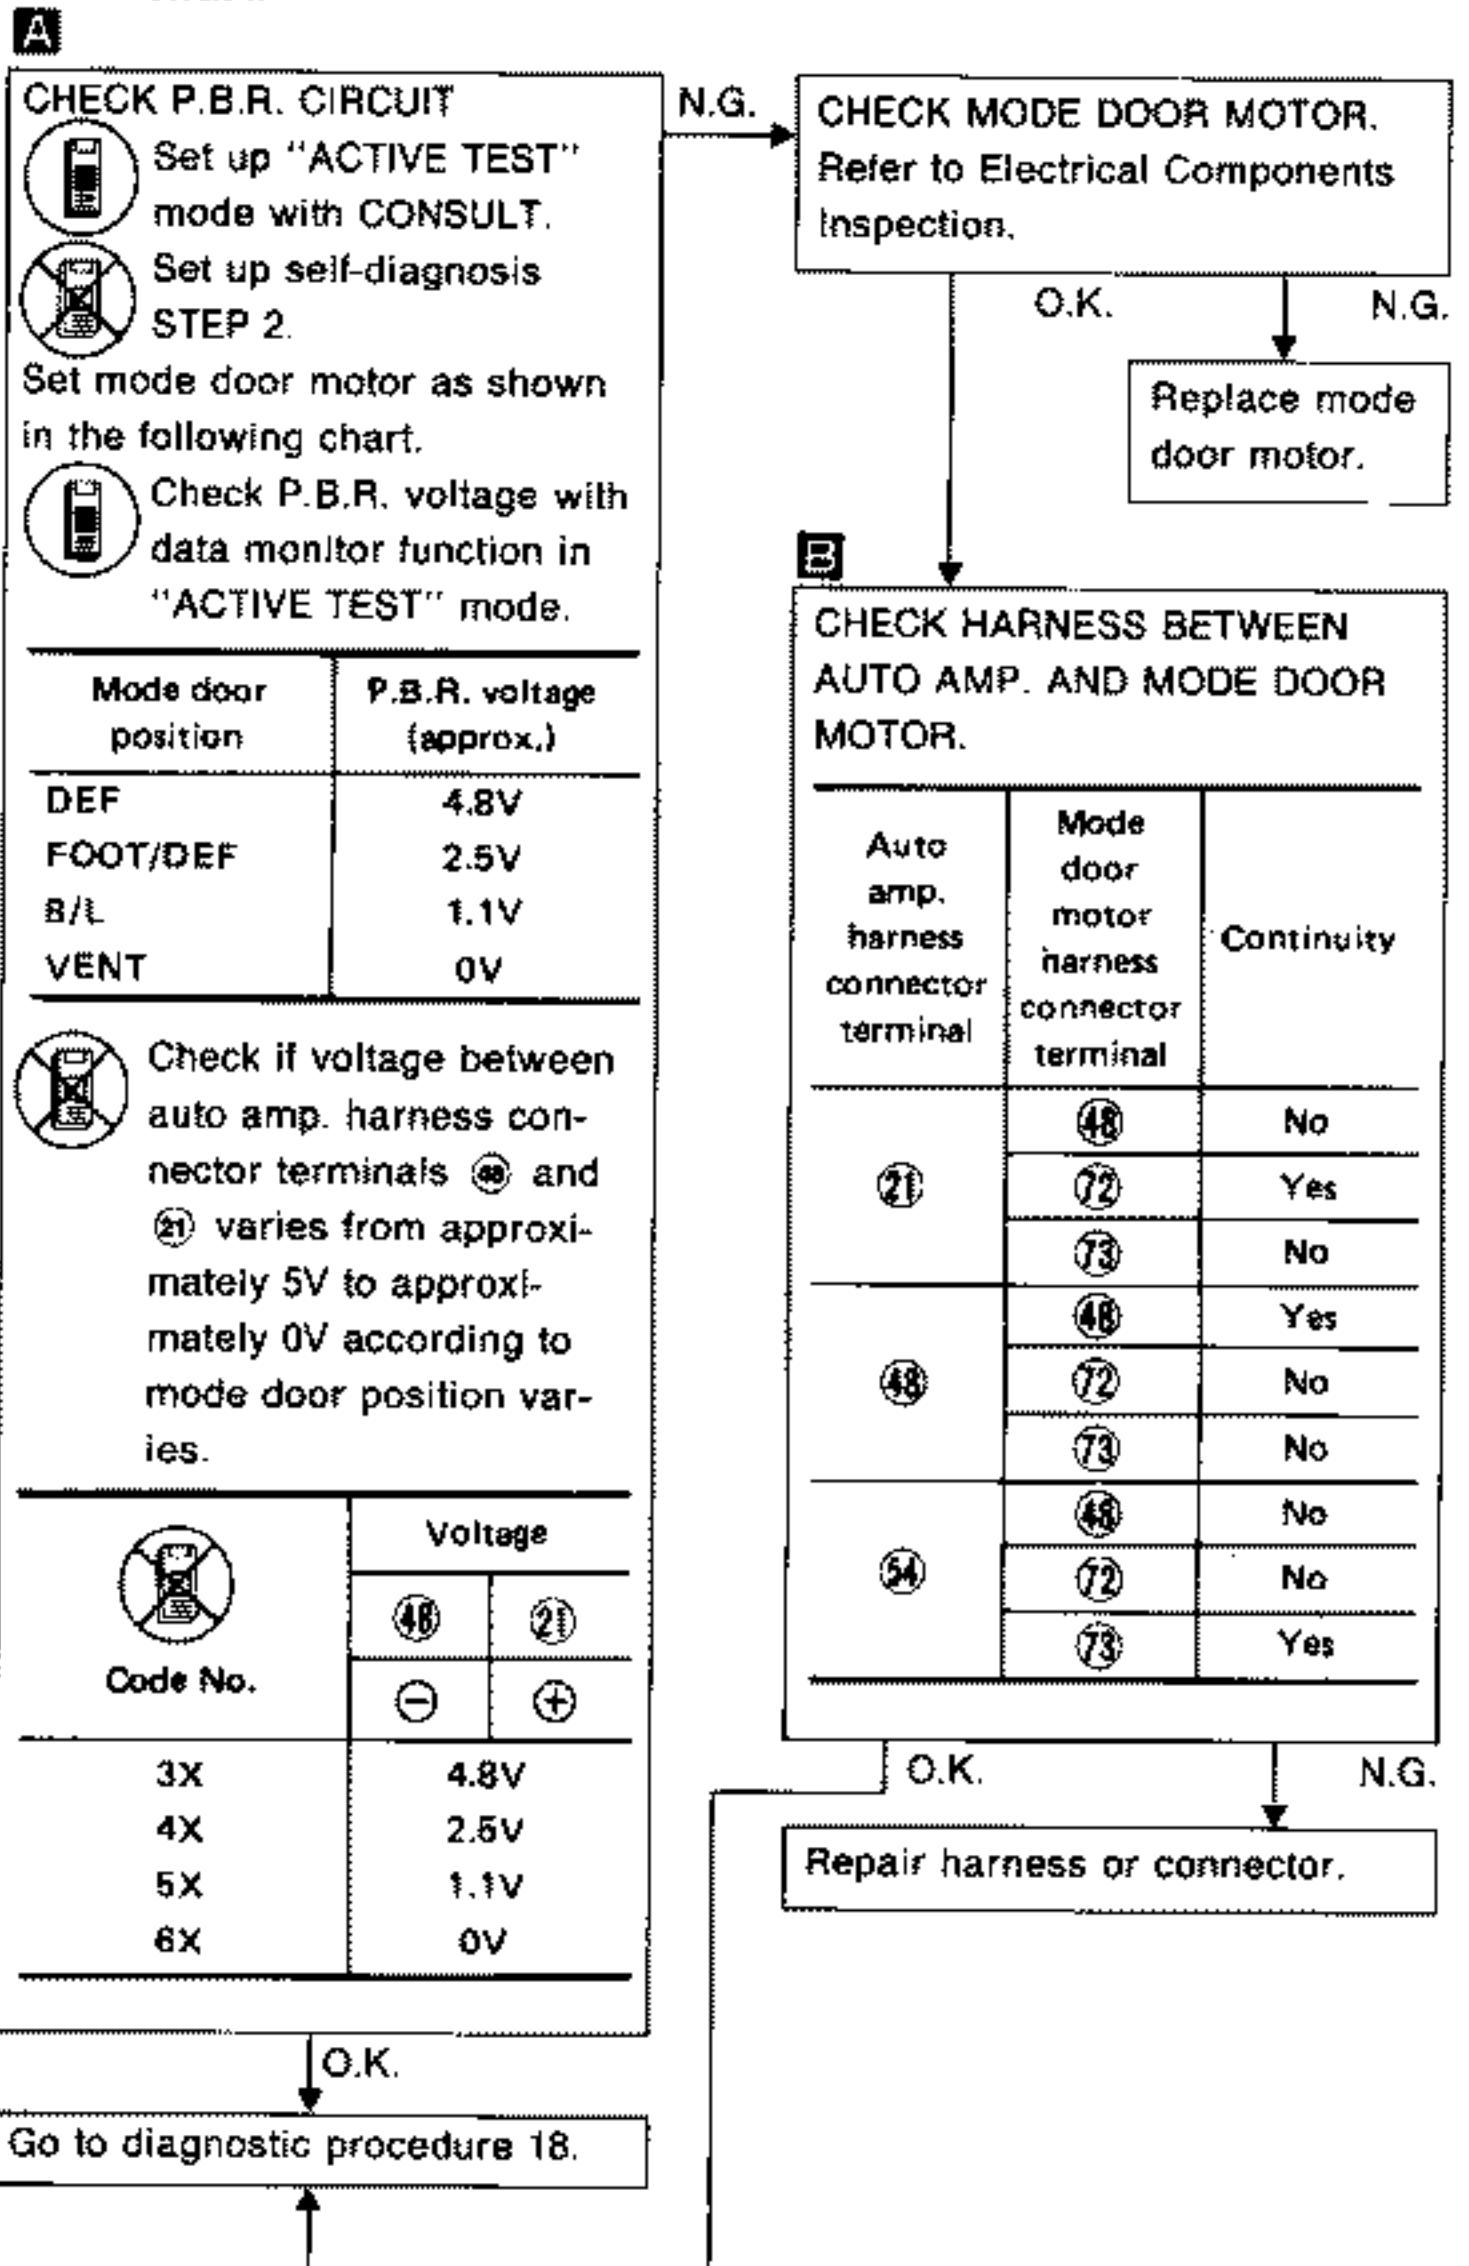 A
CHECK P.B.R. CIRCUIT
Set up "ACTIVE TEST"
mode with CONSULT.
Set up self-diagnosis
STEP 2.
Set mode door motor as shown
in the following chart.
Check P.B.R. voltage with
data monitor function in
"ACTIVE TEST" mode.
Mode door position P.B.R. voltage (approx.)
DEF 4.8V
FOOT/DEF 2.5V
B/L 1.1V
VENT 0V
Check if voltage between
auto amp. harness con-
nector terminals 48 and
21 varies from approxi-
mately 5V to approxi-
mately 0V according to
mode door position var-
ies.
Code No.
Voltage
48 21
⊖ ⊕
3X 4.8V
4X 2.5V
5X 1.1V
6X 0V
O.K.
Go to diagnostic procedure 18.
N.G.
CHECK MODE DOOR MOTOR.
Refer to Electrical Components
Inspection.
O.K. N.G.
Replace mode
door motor.
B
CHECK HARNESS BETWEEN
AUTO AMP. AND MODE DOOR
MOTOR.
Auto
amp.
harness
connector
terminal
Mode
door
motor
harness
connector
terminal
Continuity
21
48 No
72 Yes
73 No
48
48 Yes
72 No
73 No
54
48 No
72 No
73 Yes
O.K. N.G.
Repair harness or connector.